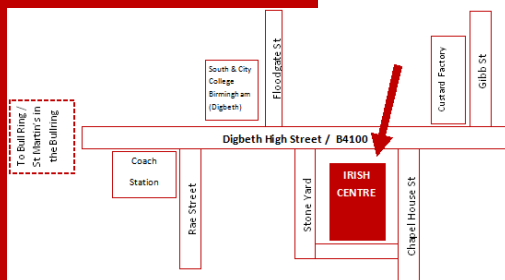 To Bull Ring /
St Martin's in
the Bullring
South & City
College
Birmingham
(Digbeth)
Floodgate St
Custard Factory
Gibb St
Digbeth High Street / B4100
Coach
Station
Rae Street
Stone Yard
IRISH
CENTRE
Chapel House St